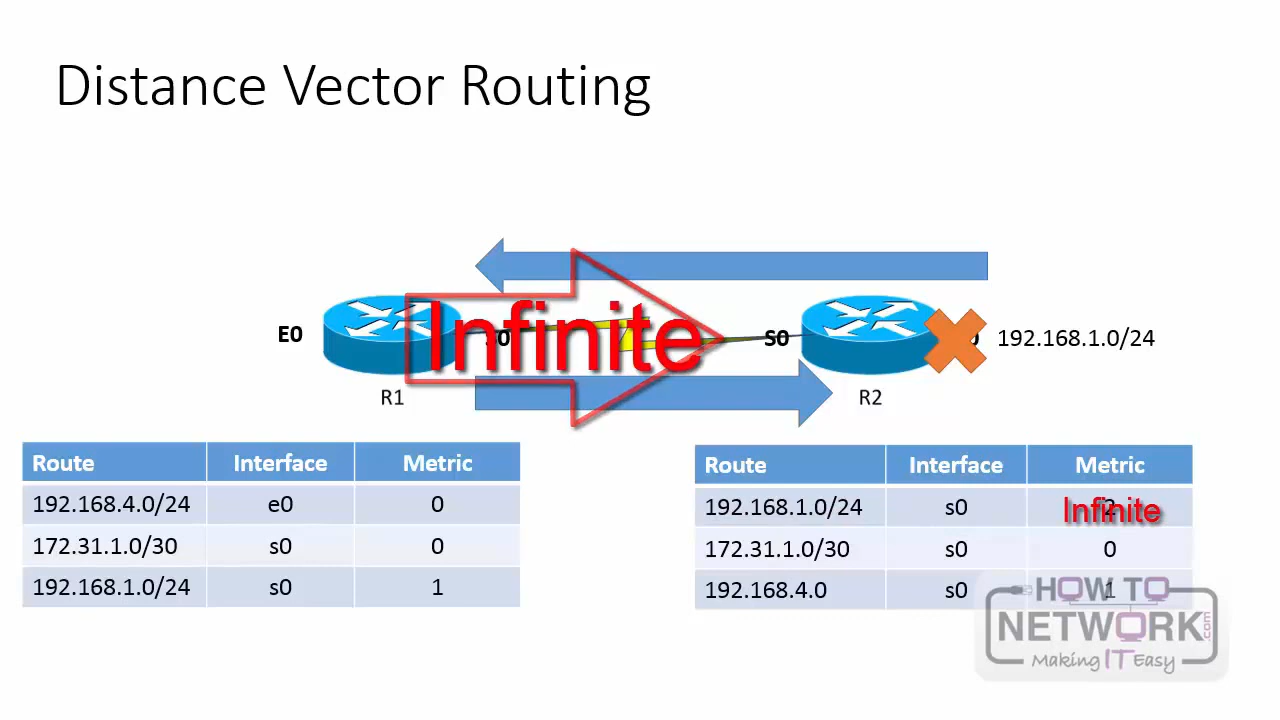 Distance Vector Routing
Infinite
E0
S0
S0
192.168.1.0/24
R1
R2
Route Interface Metric
192.168.4.0/24 e0 0
172.31.1.0/30 s0 0
192.168.1.0/24 s0 1
Route Interface Metric
192.168.1.0/24 s0 2 Infinite
172.31.1.0/30 s0 0
192.168.4.0 s0 1
HOW TO
NETWORK.com
Making IT Easy